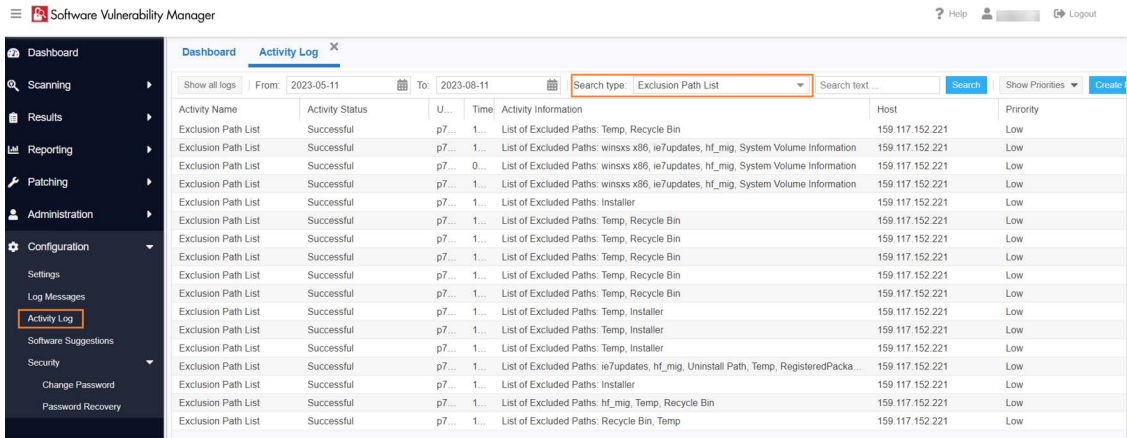 Software Vulnerability Manager
? Help
Logout
Dashboard
Scanning
Results
Reporting
Patching
Administration
Configuration
Settings
Log Messages
Activity Log
Software Suggestions
Security
Change Password
Password Recovery
Dashboard Activity Log
Show all logs From: 2023-05-11 To: 2023-08-11 Search type: Exclusion Path List Search text... Search Show Priorities Create
Activity Name Activity Status U... Time Activity Information Host Prirority
Exclusion Path List Successful p7... 1... List of Excluded Paths: Temp, Recycle Bin 159.117.152.221 Low
Exclusion Path List Successful p7... 1... List of Excluded Paths: winsxs x86, ie7updates, hf_mig, System Volume Information 159.117.152.221 Low
Exclusion Path List Successful p7... 0... List of Excluded Paths: winsxs x86, ie7updates, hf_mig, System Volume Information 159.117.152.221 Low
Exclusion Path List Successful p7... 1... List of Excluded Paths: winsxs x86, ie7updates, hf_mig, System Volume Information 159.117.152.221 Low
Exclusion Path List Successful p7... 1... List of Excluded Paths: Installer 159.117.152.221 Low
Exclusion Path List Successful p7... 1... List of Excluded Paths: Temp, Recycle Bin 159.117.152.221 Low
Exclusion Path List Successful p7... 1... List of Excluded Paths: Temp, Recycle Bin 159.117.152.221 Low
Exclusion Path List Successful p7... 1... List of Excluded Paths: Temp, Recycle Bin 159.117.152.221 Low
Exclusion Path List Successful p7... 1... List of Excluded Paths: Temp, Recycle Bin 159.117.152.221 Low
Exclusion Path List Successful p7... 1... List of Excluded Paths: Temp, Recycle Bin 159.117.152.221 Low
Exclusion Path List Successful p7... 1... List of Excluded Paths: Temp, Installer 159.117.152.221 Low
Exclusion Path List Successful p7... 1... List of Excluded Paths: Temp, Installer 159.117.152.221 Low
Exclusion Path List Successful p7... 1... List of Excluded Paths: Temp, Installer 159.117.152.221 Low
Exclusion Path List Successful p7... 1... List of Excluded Paths: ie7updates, hf_mig, Uninstall Path, Temp, RegisteredPacka... 159.117.152.221 Low
Exclusion Path List Successful p7... 1... List of Excluded Paths: Installer 159.117.152.221 Low
Exclusion Path List Successful p7... 1... List of Excluded Paths: hf_mig, Temp, Recycle Bin 159.117.152.221 Low
Exclusion Path List Successful p7... 1... List of Excluded Paths: Recycle Bin, Temp 159.117.152.221 Low